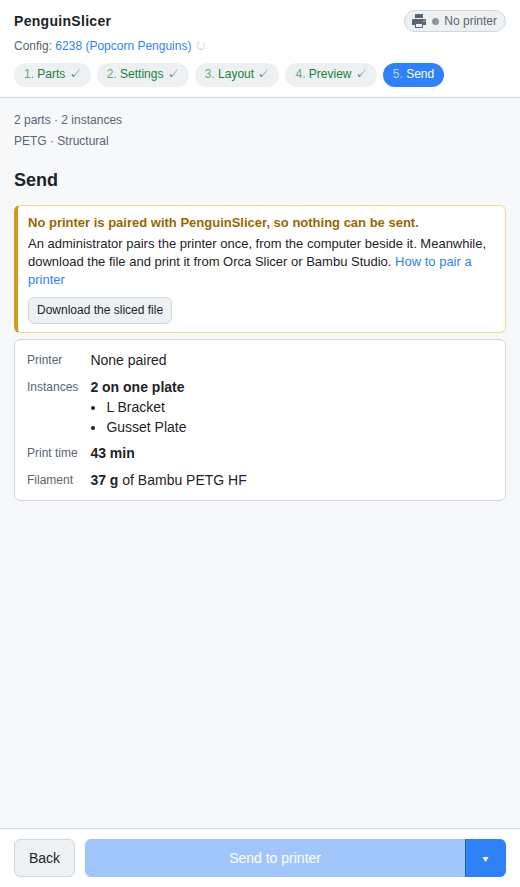 PenguinSlicer
No printer
Config: 6238 (Popcorn Penguins)
1. Parts ✓
2. Settings ✓
3. Layout ✓
4. Preview ✓
5. Send
2 parts · 2 instances
PETG · Structural
Send
No printer is paired with PenguinSlicer, so nothing can be sent.
An administrator pairs the printer once, from the computer beside it. Meanwhile,
download the file and print it from Orca Slicer or Bambu Studio. How to pair a
printer
Download the sliced file
Printer None paired
Instances 2 on one plate
• L Bracket
• Gusset Plate
Print time 43 min
Filament 37 g of Bambu PETG HF
Back
Send to printer